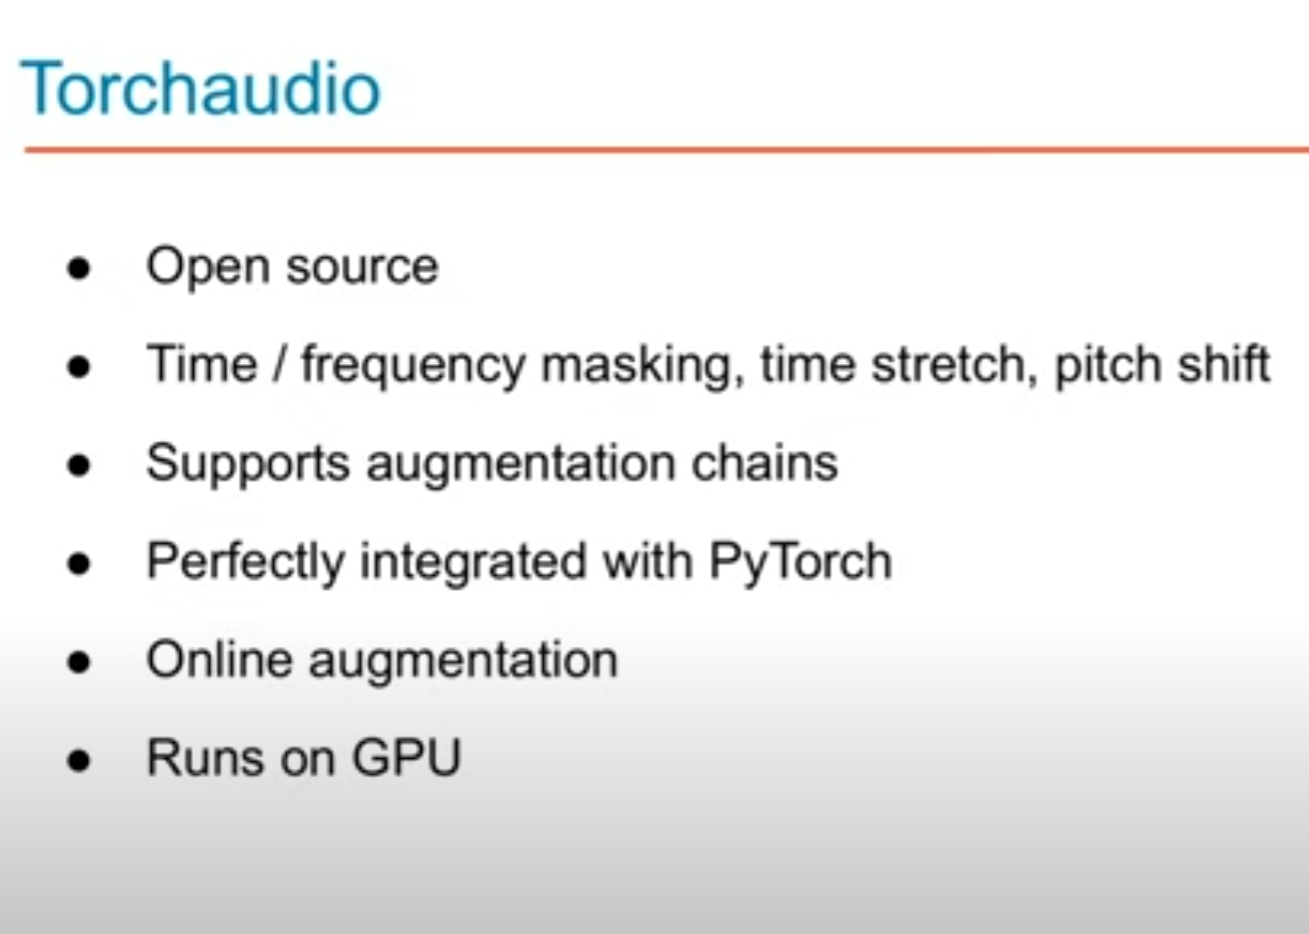 Torchaudio
● Open source
● Time / frequency masking, time stretch, pitch shift
● Supports augmentation chains
● Perfectly integrated with PyTorch
● Online augmentation
● Runs on GPU